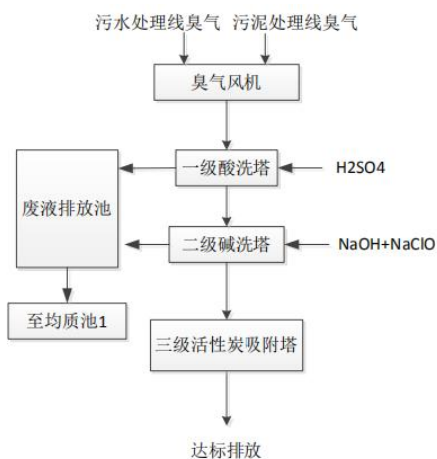 污水处理线臭气
污泥处理线臭气
臭气风机
一级酸洗塔
H2SO4
废液排放池
二级碱洗塔
NaOH+NaClO
至均质池1
三级活性炭吸附塔
达标排放